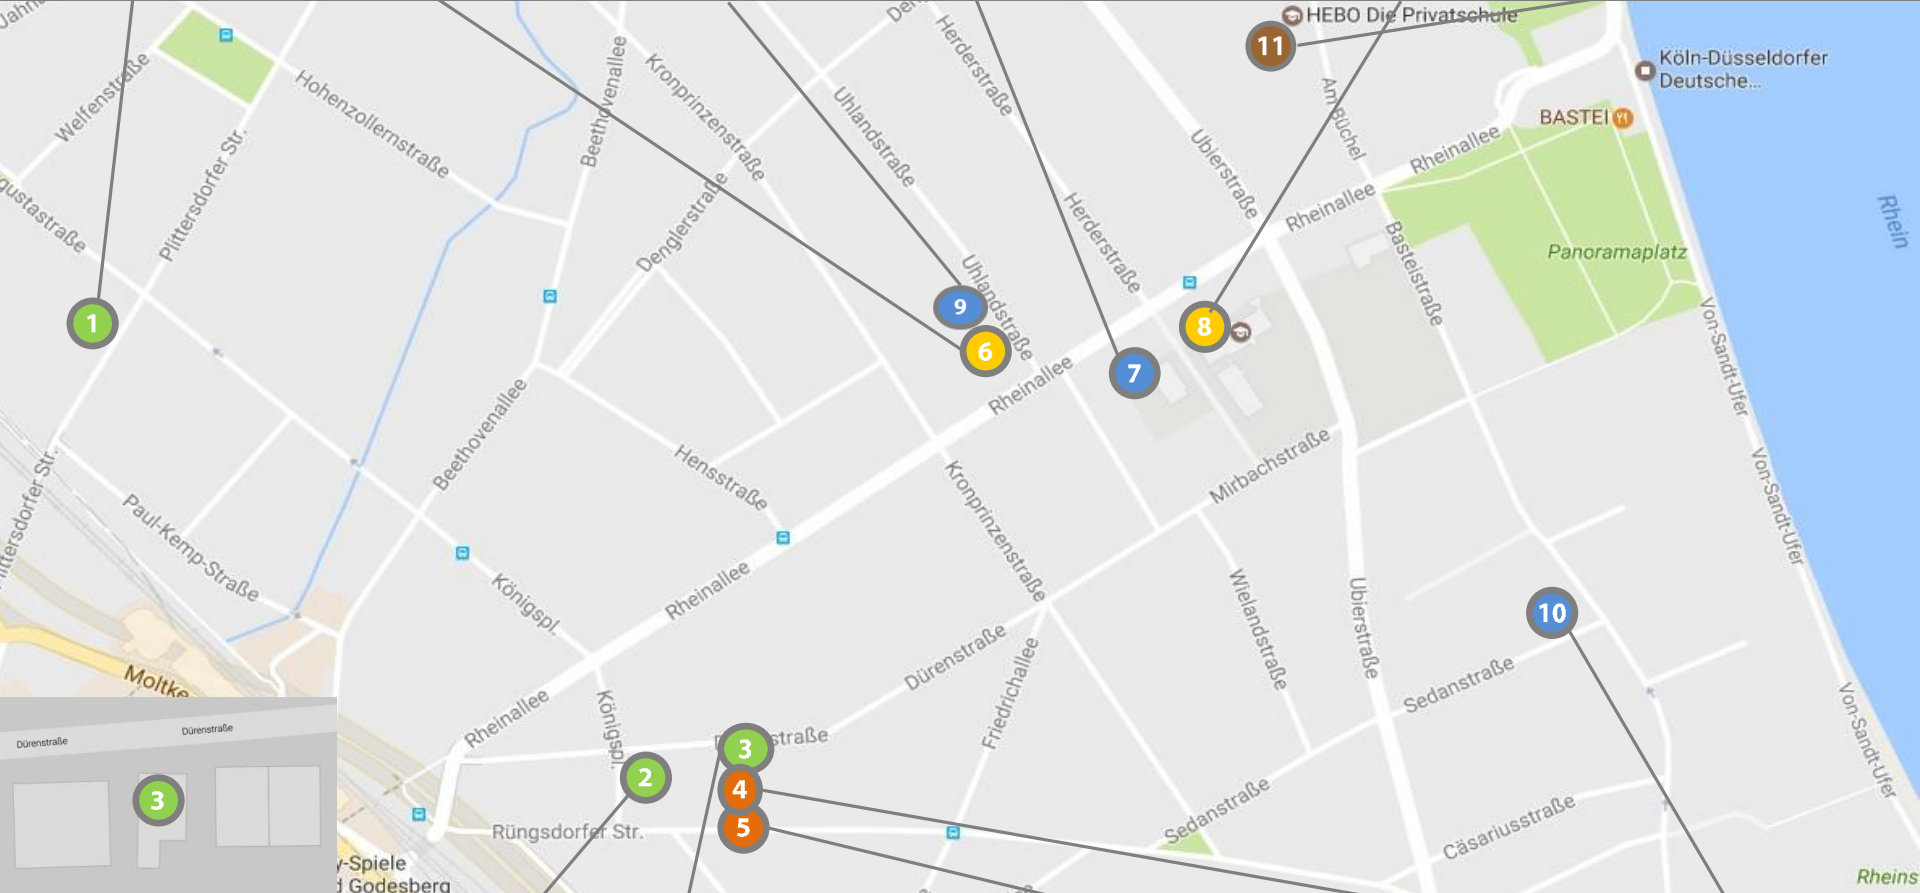 HEBO Die Privatschule
11
Köln-Düsseldorfer
Deutsche...
BASTEI
Rheinallee
Am Büchel
Welfenstraße
Hohenzollernstraße
Beethovenallee
Kronprinzenstraße
Uhlandstraße
Herderstraße
Ubierstraße
Plittersdorfer Str.
Denglerstraße
Herderstraße
Rheinallee
Basteistraße
Panoramaplatz
Rhein
Uhlandstraße
1
9
6
7
8
Rheinallee
Von-Sandt-Ufer
Beethovenallee
Hensstraße
Kronprinzenstraße
Mirbachstraße
Von-Sandt-Ufer
Paul-Kemp-Straße
Königspl.
Rheinallee
Wielandstraße
Ubierstraße
10
Dürenstraße
Friedrichallee
Sedanstraße
Von-Sandt-Ufer
Moltke
Rheinallee
Königspl.
Dürenstraße
Dürenstraße
3
2
3
4
5
straße
Rüngsdorfer Str.
Sedanstraße
Cäsariusstraße
y-Spiele
d Godesberg
Rheins